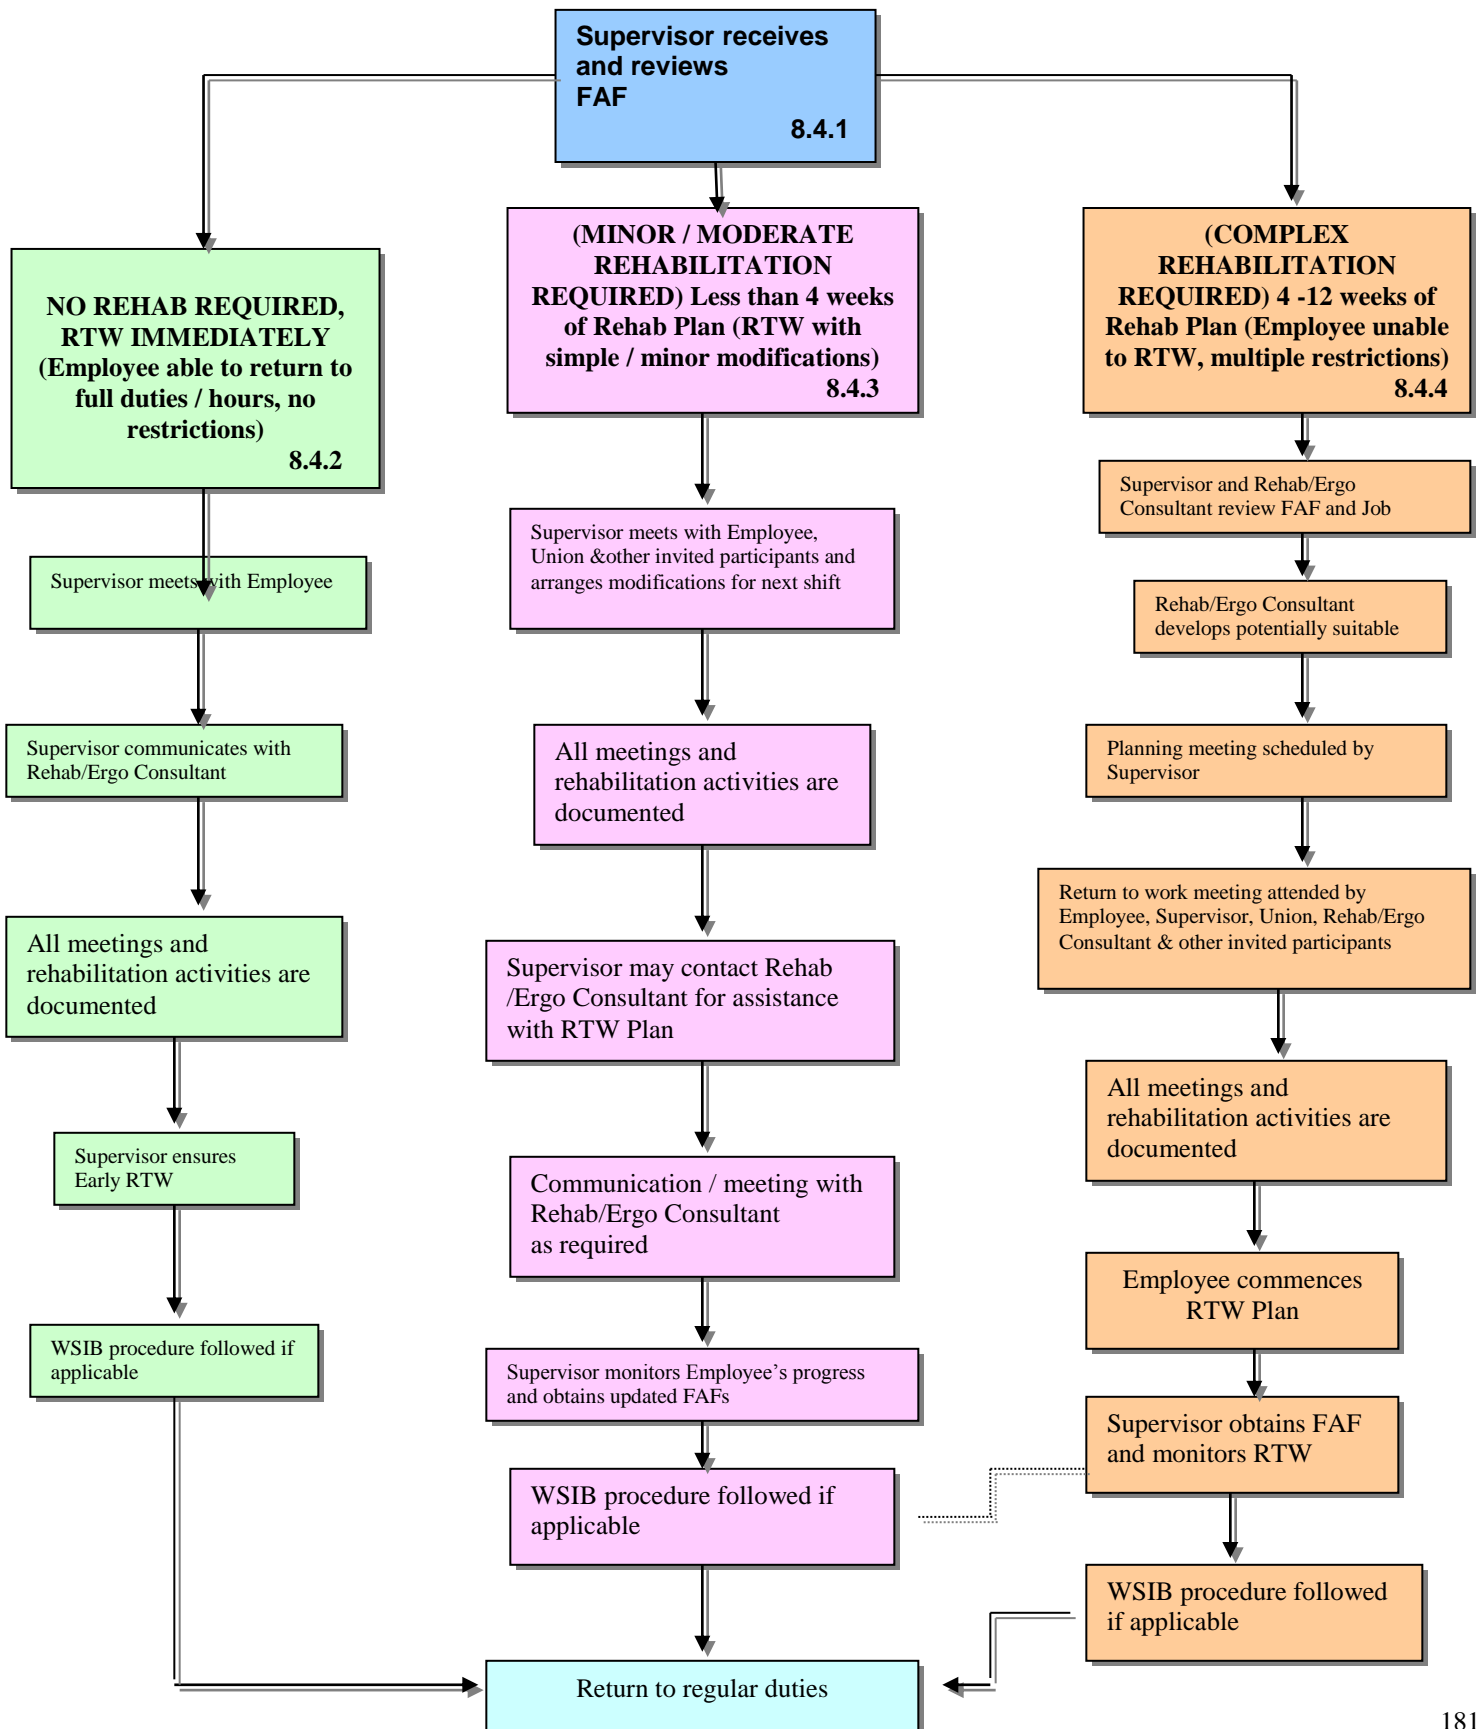 Supervisor receives
and reviews
FAF
8.4.1
NO REHAB REQUIRED,
RTW IMMEDIATELY
(Employee able to return to
full duties / hours, no
restrictions)
8.4.2
Supervisor meets with Employee
Supervisor communicates with
Rehab/Ergo Consultant
All meetings and
rehabilitation activities are
documented
Supervisor ensures
Early RTW
WSIB procedure followed if
applicable
(MINOR / MODERATE
REHABILITATION
REQUIRED) Less than 4 weeks
of Rehab Plan (RTW with
simple / minor modifications)
8.4.3
Supervisor meets with Employee,
Union &other invited participants and
arranges modifications for next shift
All meetings and
rehabilitation activities are
documented
Supervisor may contact Rehab
/Ergo Consultant for assistance
with RTW Plan
Communication / meeting with
Rehab/Ergo Consultant
as required
Supervisor monitors Employee’s progress
and obtains updated FAFs
WSIB procedure followed if
applicable
(COMPLEX
REHABILITATION
REQUIRED) 4 -12 weeks of
Rehab Plan (Employee unable
to RTW, multiple restrictions)
8.4.4
Supervisor and Rehab/Ergo
Consultant review FAF and Job
Rehab/Ergo Consultant
develops potentially suitable
Planning meeting scheduled by
Supervisor
Return to work meeting attended by
Employee, Supervisor, Union, Rehab/Ergo
Consultant & other invited participants
All meetings and
rehabilitation activities are
documented
Employee commences
RTW Plan
Supervisor obtains FAF
and monitors RTW
WSIB procedure followed
if applicable
Return to regular duties
181